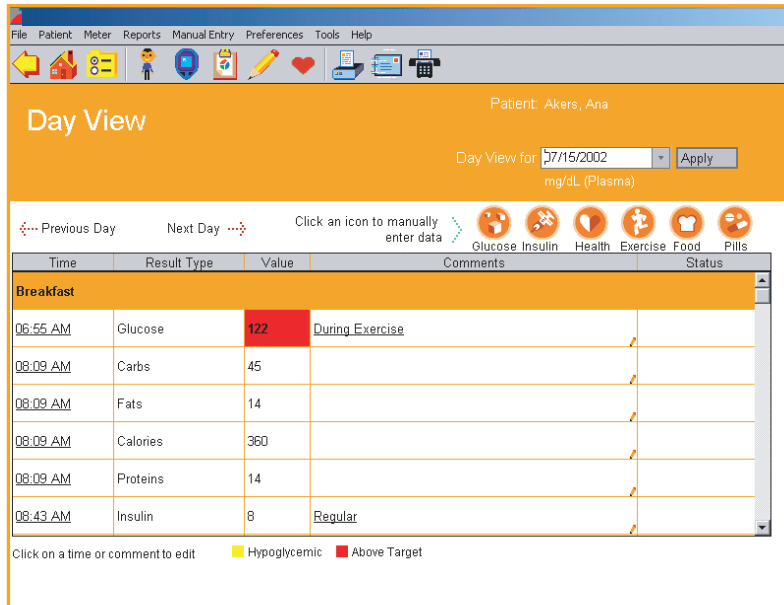 File Patient Meter Reports Manual Entry Preferences Tools Help
Patient: Akers, Ana
Day View
Day View for 07/15/2002 Apply
mg/dL (Plasma)
Previous Day Next Day Click an icon to manually
enter data
Glucose Insulin Health Exercise Food Pills
Time Result Type Value Comments Status
Breakfast
06:55 AM Glucose 122 During Exercise
08:09 AM Carbs 45
08:09 AM Fats 14
08:09 AM Calories 360
08:09 AM Proteins 14
08:43 AM Insulin 8 Regular
Click on a time or comment to edit Hypoglycemic Above Target